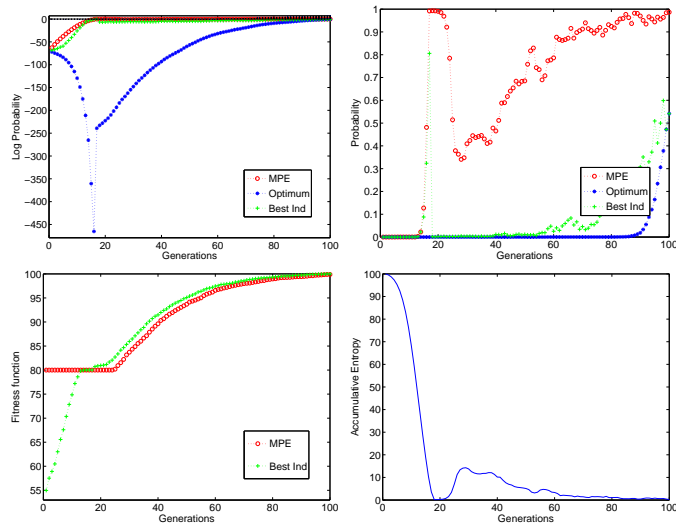 0
−50
−100
−150
−200
−250
−300
−350
−400
−450
Log Probability
0 20 40 60 80 100
Generations
MPE
Optimum
Best Ind
1
0.9
0.8
0.7
0.6
0.5
0.4
0.3
0.2
0.1
0
Probability
0 20 40 60 80 100
Generations
MPE
Optimum
Best Ind
100
95
90
85
80
75
70
65
60
55
Fitness function
0 20 40 60 80 100
Generations
MPE
Best Ind
100
90
80
70
60
50
40
30
20
10
0
Accumulative Entropy
0 20 40 60 80 100
Generations